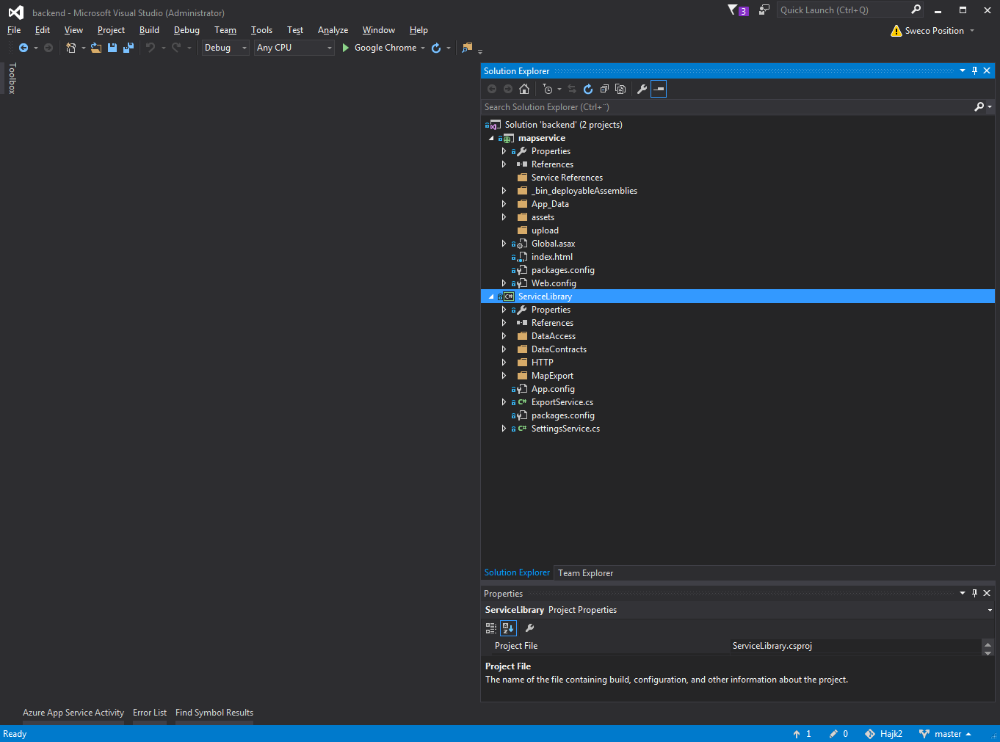 backend - Microsoft Visual Studio (Administrator)
3
Quick Launch (Ctrl+Q)
File Edit View Project Build Debug Team Tools Test Analyze Window Help
Sweco Position
Debug Any CPU Google Chrome
Toolbox
Solution Explorer
Search Solution Explorer (Ctrl+¨)
Solution 'backend' (2 projects)
mapservice
Properties
References
Service References
_bin_deployableAssemblies
App_Data
assets
upload
Global.asax
index.html
packages.config
Web.config
C# ServiceLibrary
Properties
References
DataAccess
DataContracts
HTTP
MapExport
App.config
C# ExportService.cs
packages.config
C# SettingsService.cs
Solution Explorer Team Explorer
Properties
ServiceLibrary Project Properties
Project File ServiceLibrary.csproj
Project File
The name of the file containing build, configuration, and other information about the project.
Azure App Service Activity Error List Find Symbol Results
Ready
1 0 Hajk2 master